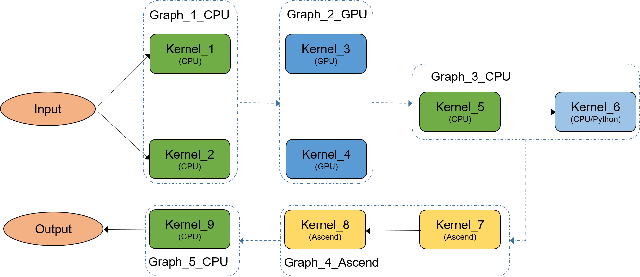 Graph_1_CPU
Graph_2_GPU
Kernel_1
(CPU)
Kernel_3
(GPU)
Graph_3_CPU
Input
Kernel_5
(CPU)
Kernel_6
(CPU/Python)
Kernel_2
(CPU)
Kernel_4
(GPU)
Output
Kernel_9
(GPU)
Kernel_8
(Ascend)
Kernel_7
(Ascend)
Graph_5_CPU
Graph_4_Ascend